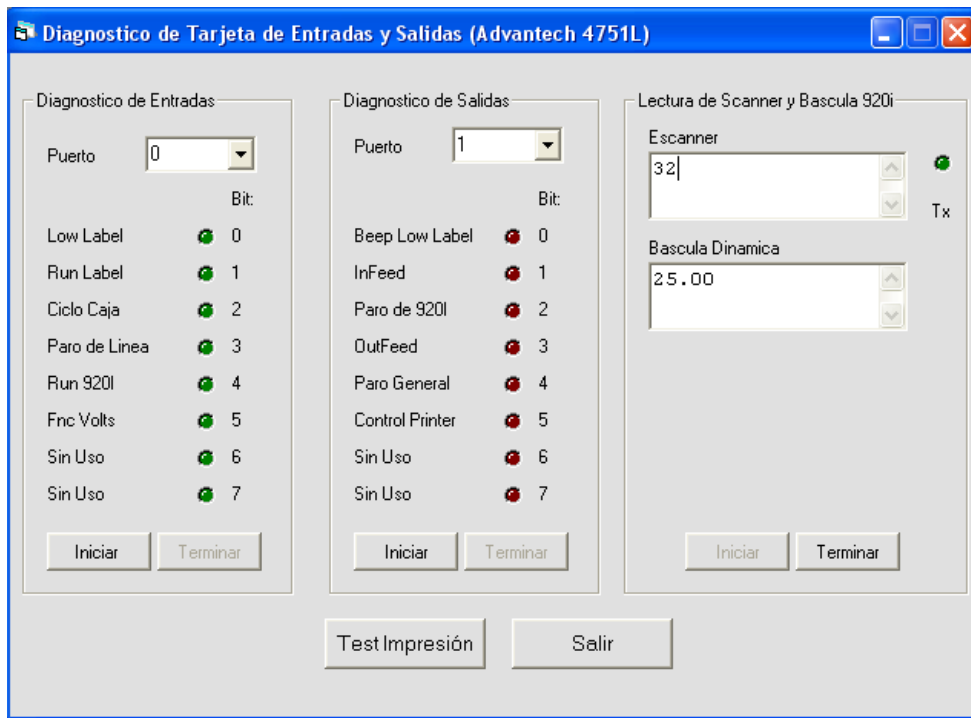 Diagnostico de Tarjeta de Entradas y Salidas (Advantech 4751L)
Diagnostico de Entradas
Puerto 0
Bit:
Low Label 0
Run Label 1
Ciclo Caja 2
Paro de Linea 3
Run 920I 4
Fnc Volts 5
Sin Uso 6
Sin Uso 7
Iniciar Terminar
Diagnostico de Salidas
Puerto 1
Bit:
Beep Low Label 0
InFeed 1
Paro de 920I 2
OutFeed 3
Paro General 4
Control Printer 5
Sin Uso 6
Sin Uso 7
Iniciar Terminar
Lectura de Scanner y Bascula 920i
Escanner
32
Tx
Bascula Dinamica
25.00
Iniciar Terminar
Test Impresión Salir